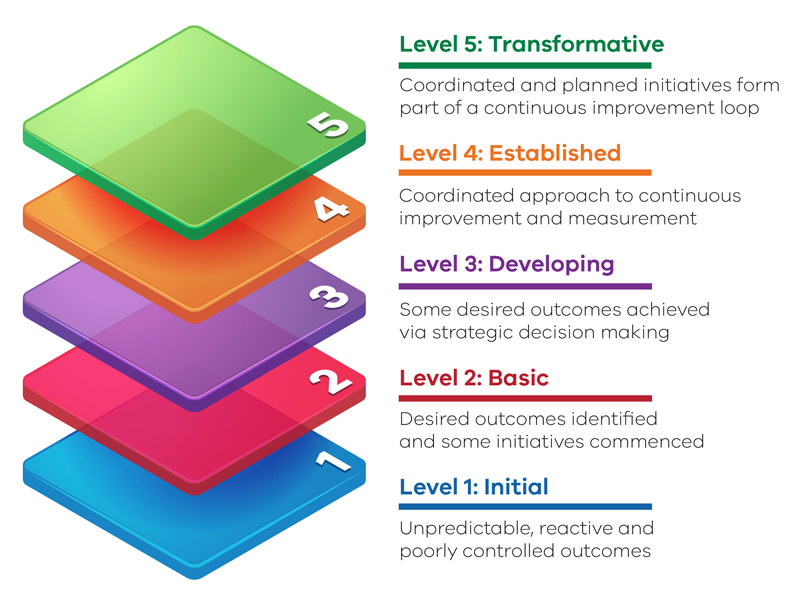 5
4
3
2
1
Level 5: Transformative
Coordinated and planned initiatives form
part of a continuous improvement loop
Level 4: Established
Coordinated approach to continuous
improvement and measurement
Level 3: Developing
Some desired outcomes achieved
via strategic decision making
Level 2: Basic
Desired outcomes identified
and some initiatives commenced
Level 1: Initial
Unpredictable, reactive and
poorly controlled outcomes